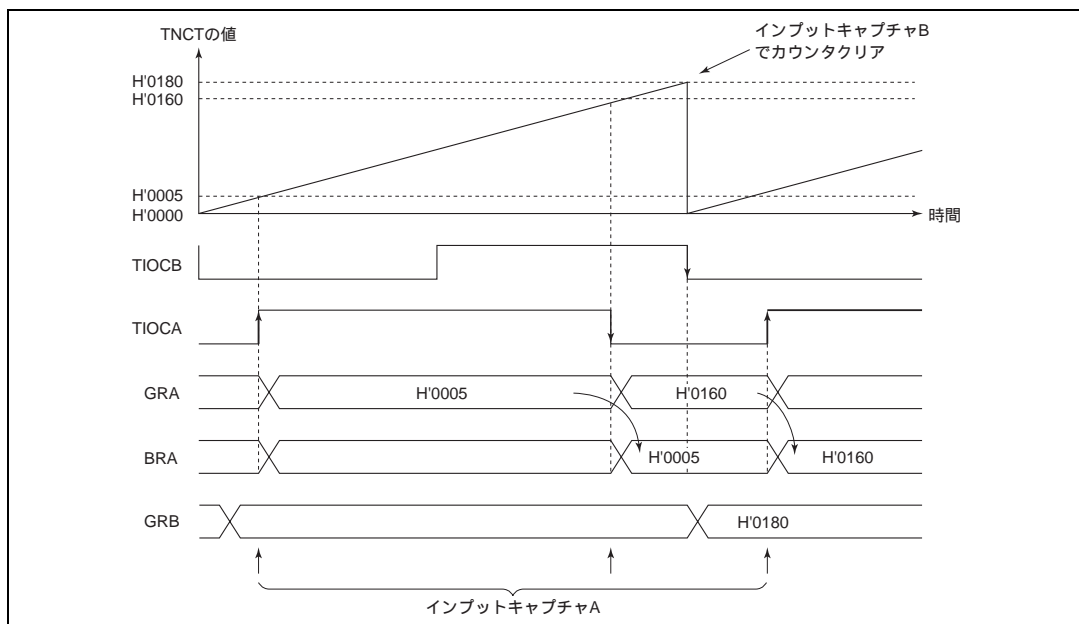 TNCTの値
インプットキャプチャB
でカウンタクリア
H'0180
H'0160
H'0005
H'0000
時間
TIOCB
TIOCA
GRA
H'0005
H'0160
BRA
H'0005
H'0160
GRB
H'0180
インプットキャプチャA